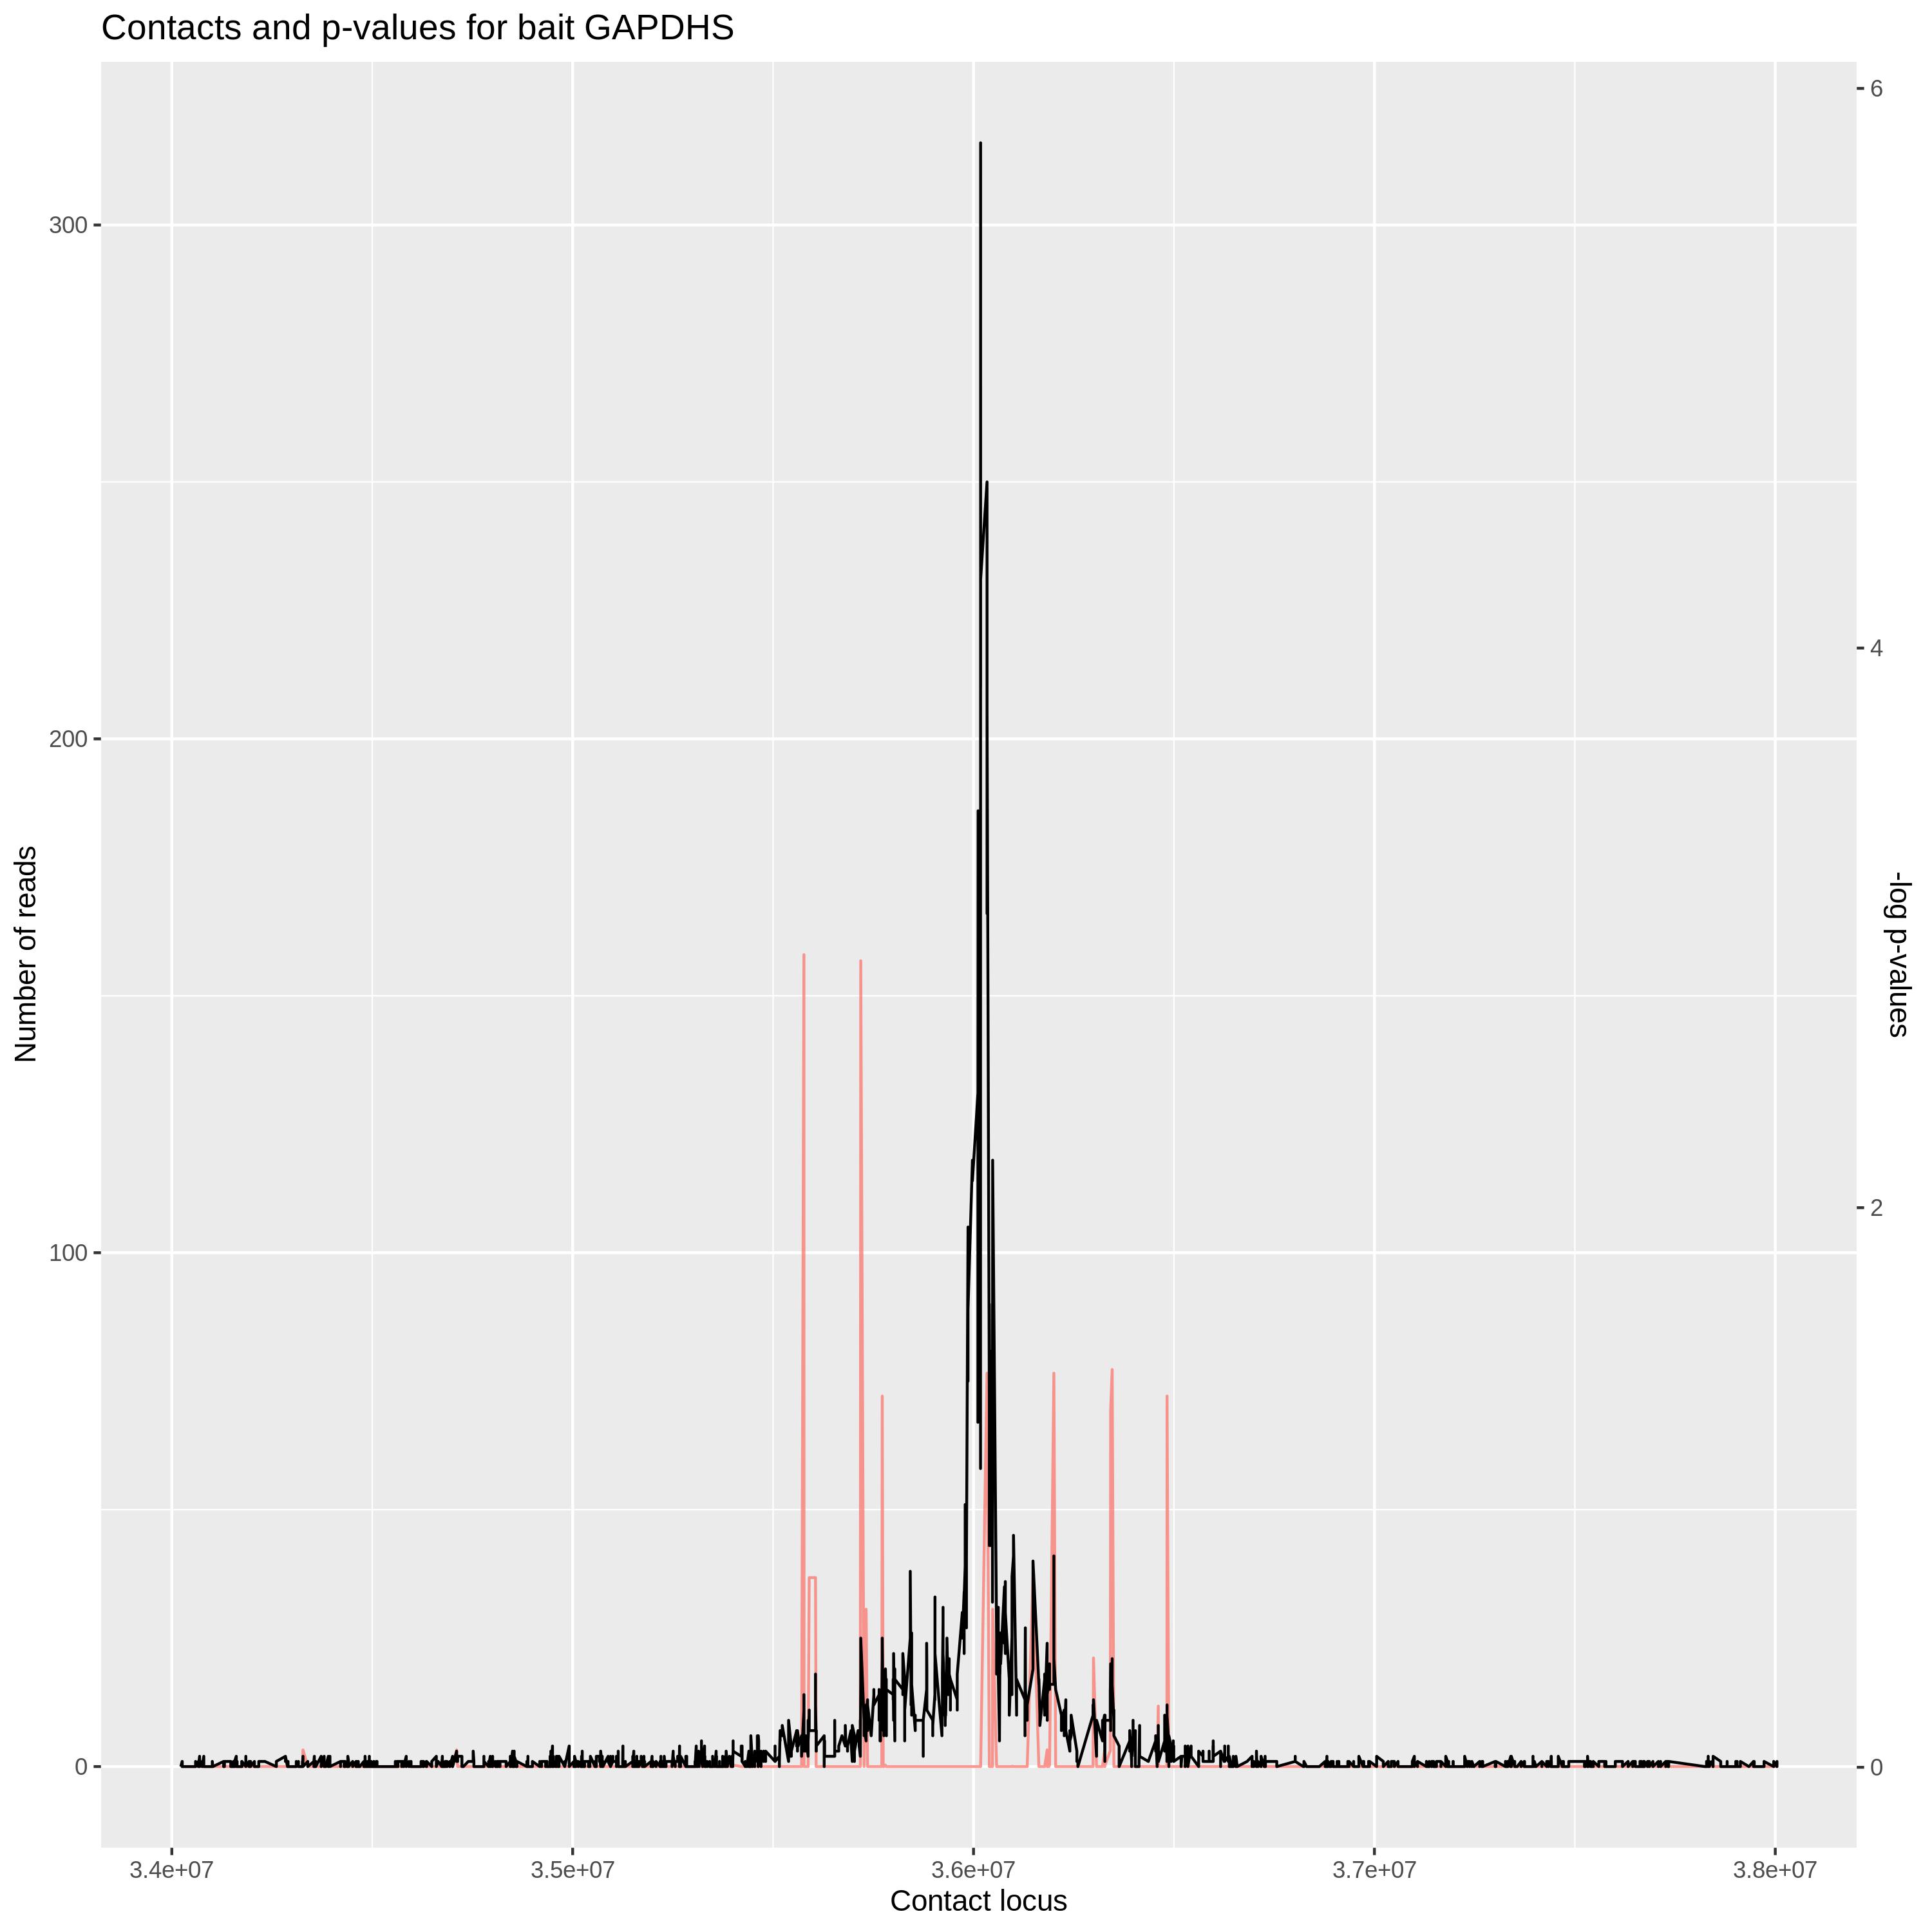 Contacts and p-values for bait GAPDHS
300
200
100
0
Number of reads
6
4
2
0
-log p-values
3.4e+07
3.5e+07
3.6e+07
3.7e+07
3.8e+07
Contact locus